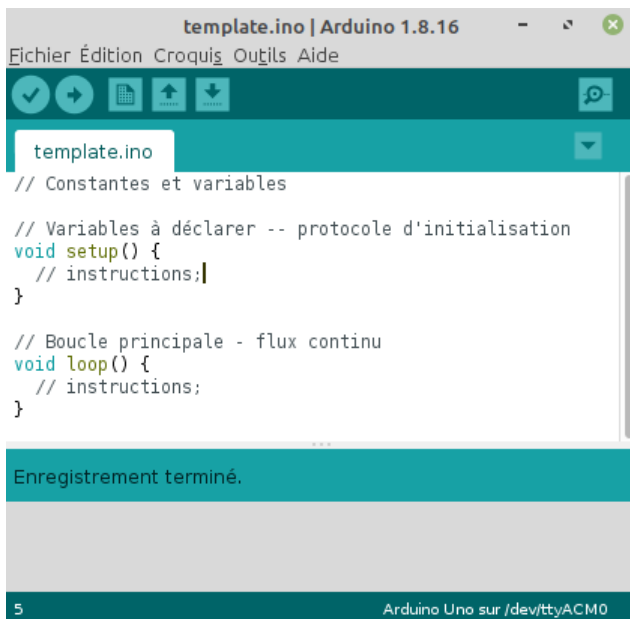 template.ino | Arduino 1.8.16
Fichier Édition Croquis Outils Aide
template.ino
// Constantes et variables
// Variables à déclarer -- protocole d'initialisation
void setup() {
  // instructions;
}
// Boucle principale - flux continu
void loop() {
  // instructions;
}
Enregistrement terminé.
5 Arduino Uno sur /dev/ttyACM0